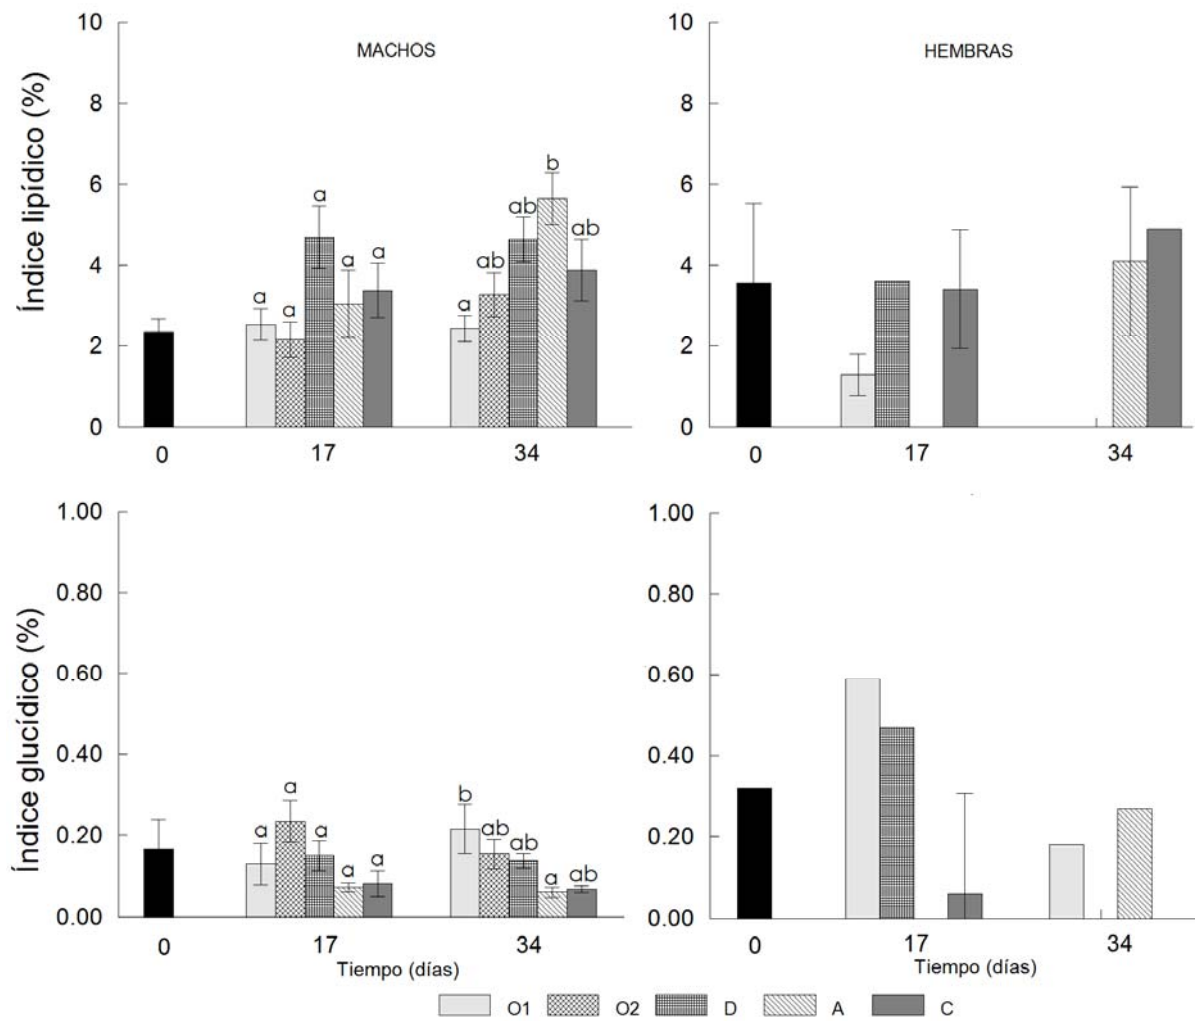 MACHOS
Índice lipídico (%)
10
8
6
4
2
0
a
a
a
a
a
a
ab
ab
b
ab
0
17
34
HEMBRAS
10
8
6
4
2
0
0
17
34
Índice glucídico (%)
1.00
0.80
0.60
0.40
0.20
0.00
a
a
a
a
a
b
ab
ab
a
ab
0
17
34
Tiempo (días)
1.00
0.80
0.60
0.40
0.20
0.00
0
17
34
Tiempo (días)
O1 O2 D A C